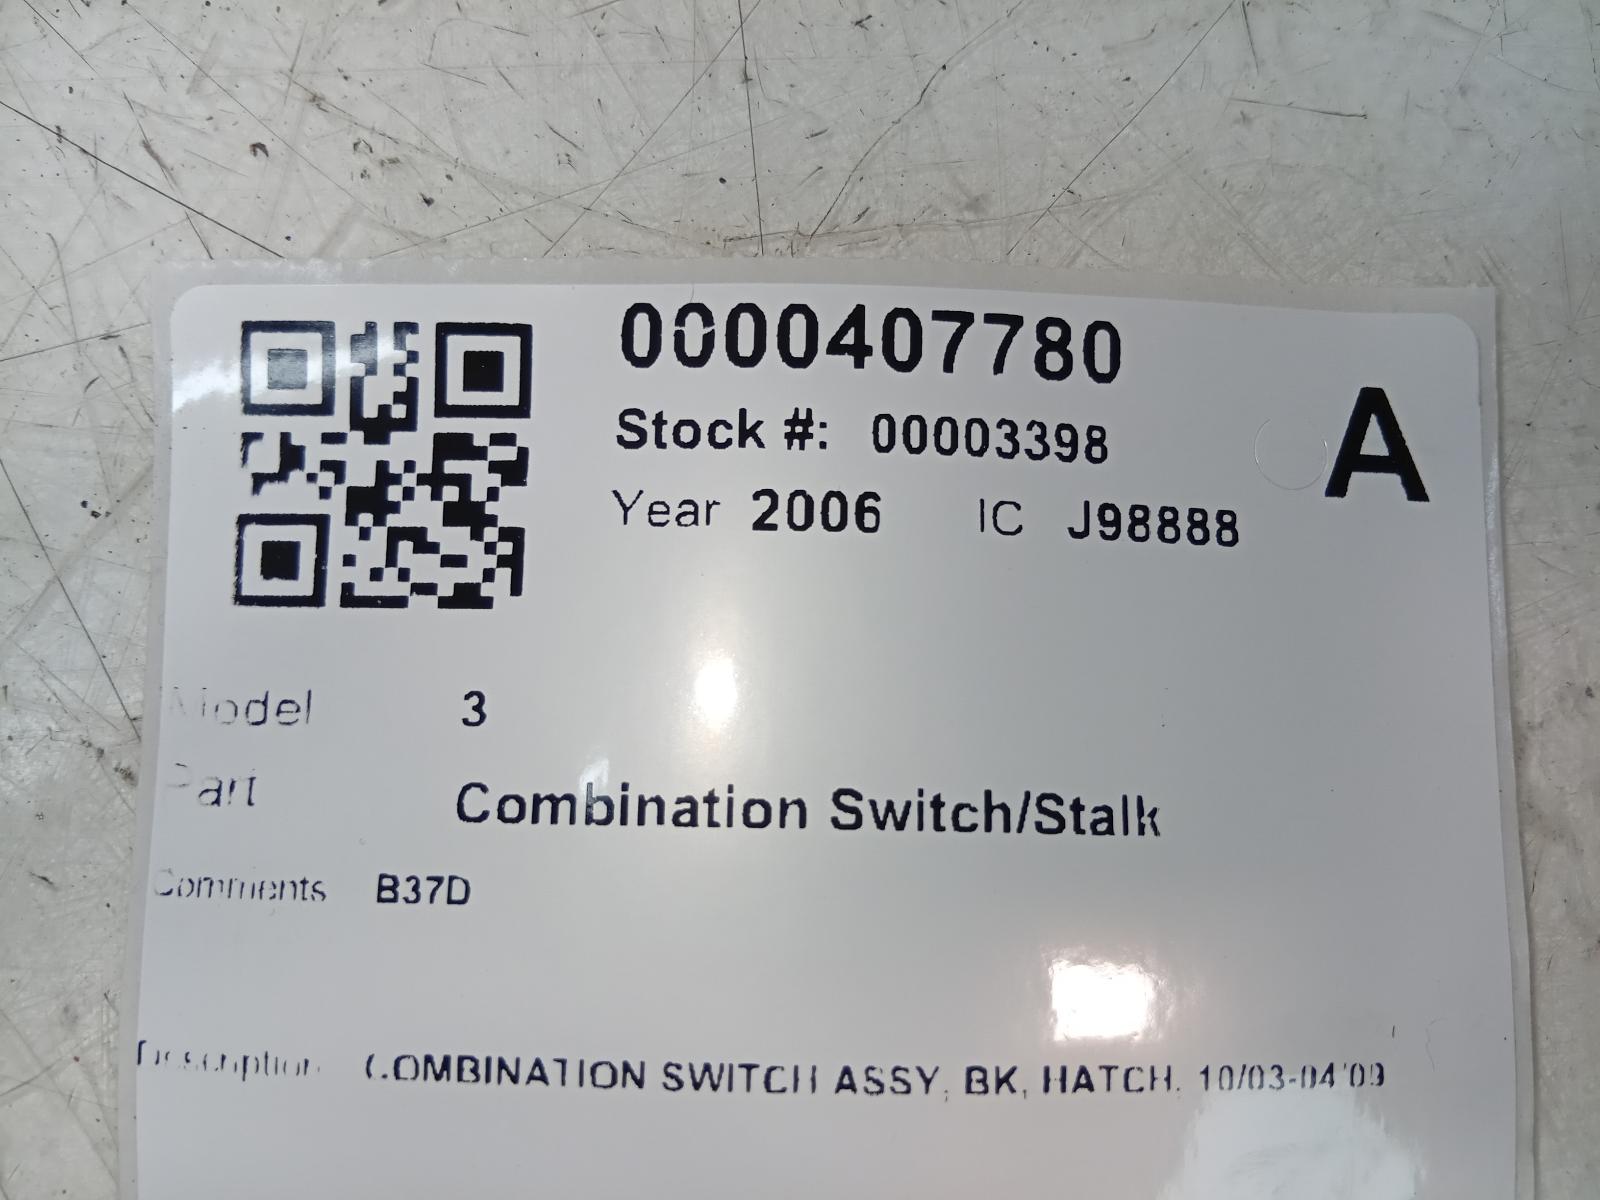 0000407780
Stock #: 00003398
A
Year 2006 IC J98888
Model 3
Part Combination Switch/Stalk
Comments B37D
Description COMBINATION SWITCH ASSY, BK, HATCH, 10/03-04/09